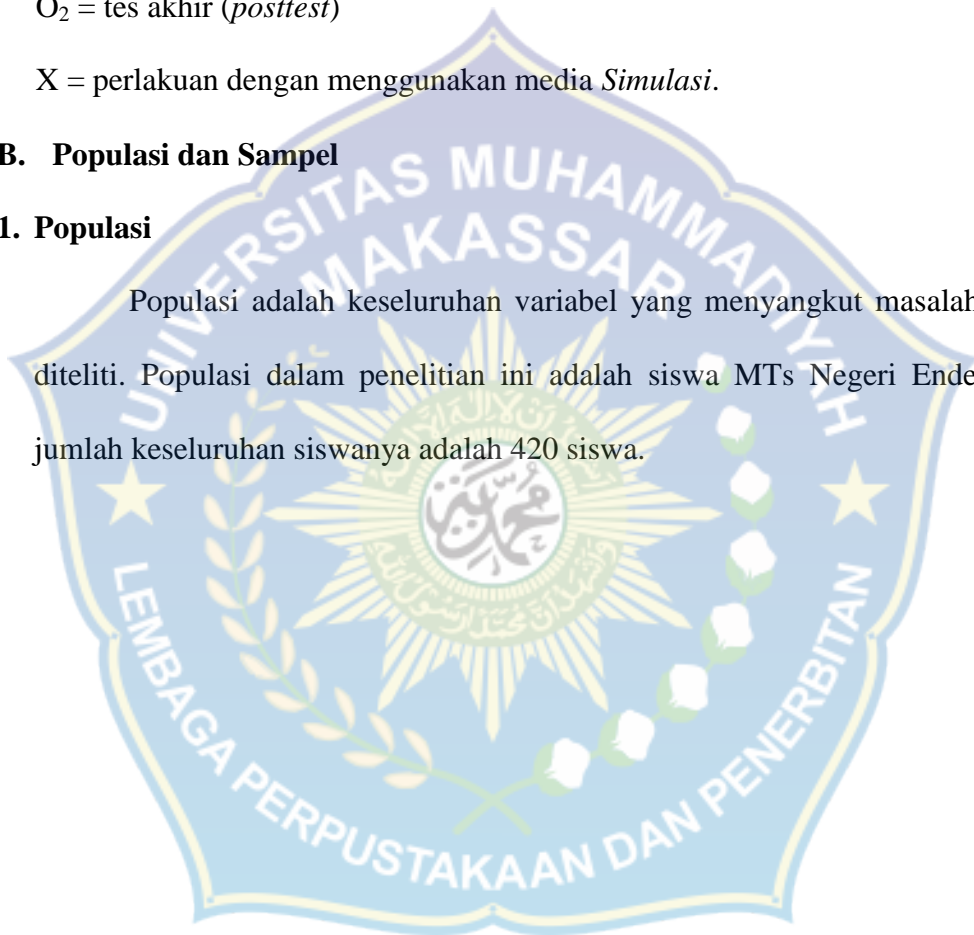 O₂ = tes akhir (posttest)
X = perlakuan dengan menggunakan media Simulasi.
B. Populasi dan Sampel
1. Populasi
Populasi adalah keseluruhan variabel yang menyangkut masalah
diteliti. Populasi dalam penelitian ini adalah siswa MTs Negeri Ende
jumlah keseluruhan siswanya adalah 420 siswa.
UNIVERSITAS MUHAMMADIYAH
MAKASSAR
LEMBAGA PERPUSTAKAAN DAN PENERBITAN